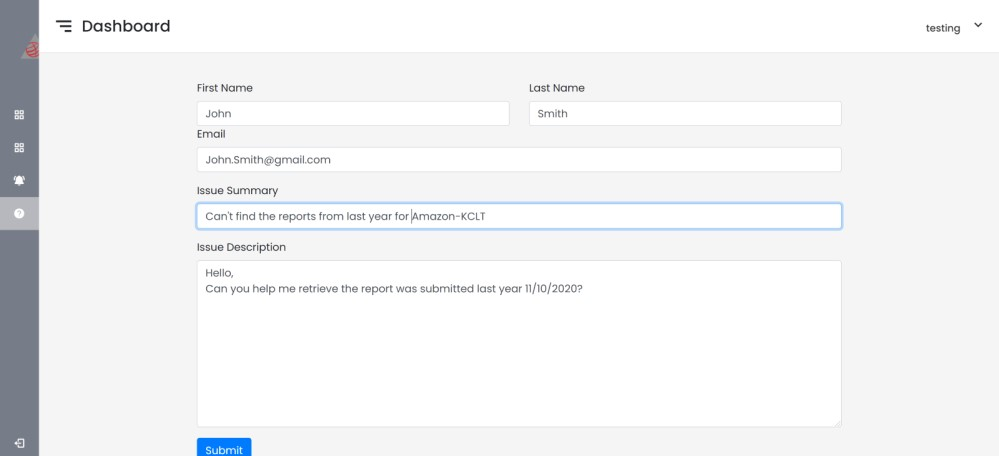 Dashboard
testing
First Name
Last Name
John
Smith
Email
John.Smith@gmail.com
Issue Summary
Can't find the reports from last year for Amazon-KCLT
Issue Description
Hello,
Can you help me retrieve the report was submitted last year 11/10/2020?
Submit